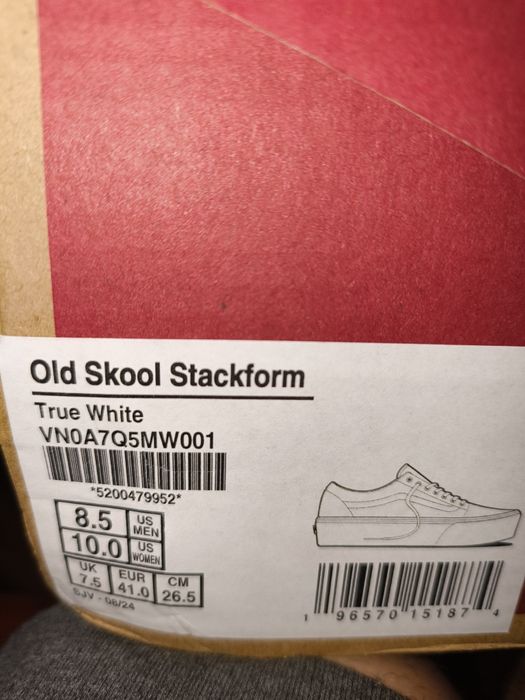 Old Skool Stackform
True White
VN0A7Q5MW001
*5200479952*
8.5 US MEN
10.0 US WOMEN
UK 7.5 EUR 41.0 CM 26.5
SJV - 08/24
1 96570 15187 4